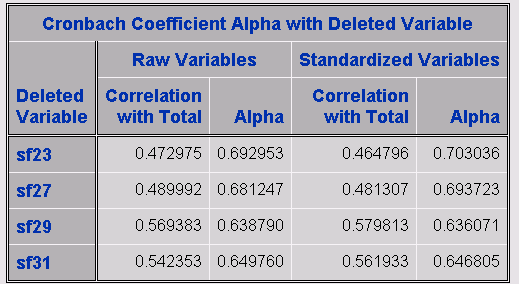 Cronbach Coefficient Alpha with Deleted Variable
Raw Variables Standardized Variables
Deleted Variable Correlation with Total Alpha Correlation with Total Alpha
sf23 0.472975 0.692953 0.464796 0.703036
sf27 0.489992 0.681247 0.481307 0.693723
sf29 0.569383 0.638790 0.579813 0.636071
sf31 0.542353 0.649760 0.561933 0.646805